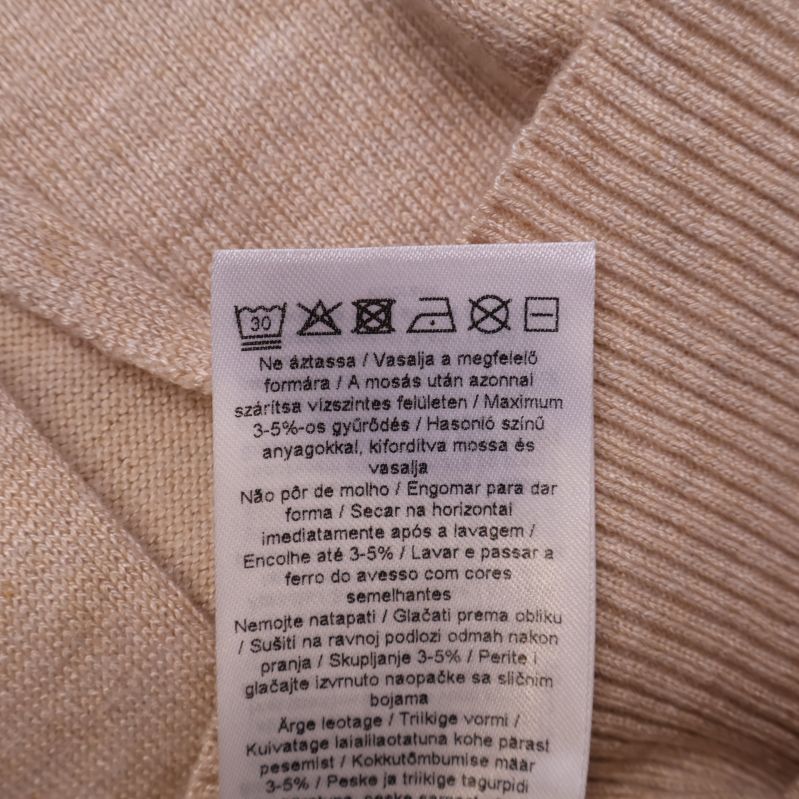 30
Ne áztassa / Vasalja a megfelelő
formára / A mosás után azonnal
szárítsa vízszintes felületen / Maximum
3-5%-os gyűrődés / Hasonló színű
anyagokkal, kifordítva mossa és
vasalja
Não pôr de molho / Engomar para dar
forma / Secar na horizontal
imediatamente após a lavagem /
Encolhe até 3-5% / Lavar e passar a
ferro do avesso com cores
semelhantes
Nemojte natapati / Glačati prema obliku
/ Sušiti na ravnoj podlozi odmah nakon
pranja / Skupljanje 3-5% / Perite i
glačajte izvrnuto naopačke sa sličnim
bojama
Ärge leotage / Triikige vormi /
Kuivatage laialilaotatuna kohe pärast
pesemist / Kokkutõmbumise määr
3-5% / Peske ja triikige tagurpidi